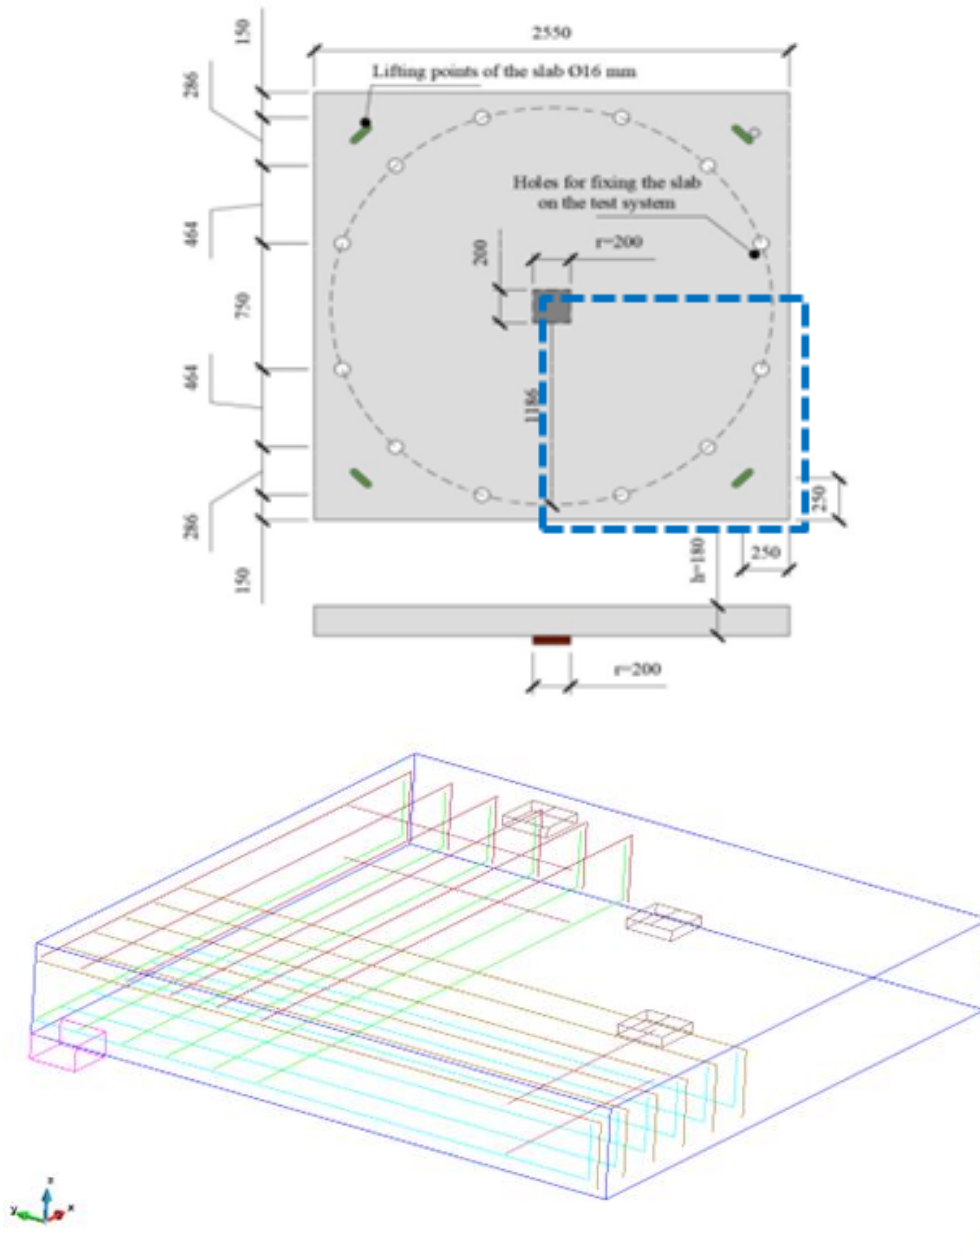 150
2550
Lifting points of the slab Ø16 mm
286
Holes for fixing the slab
on the test system
464
200
r=200
750
464
1186
286
250
250
h=180
150
r=200
z
y
x